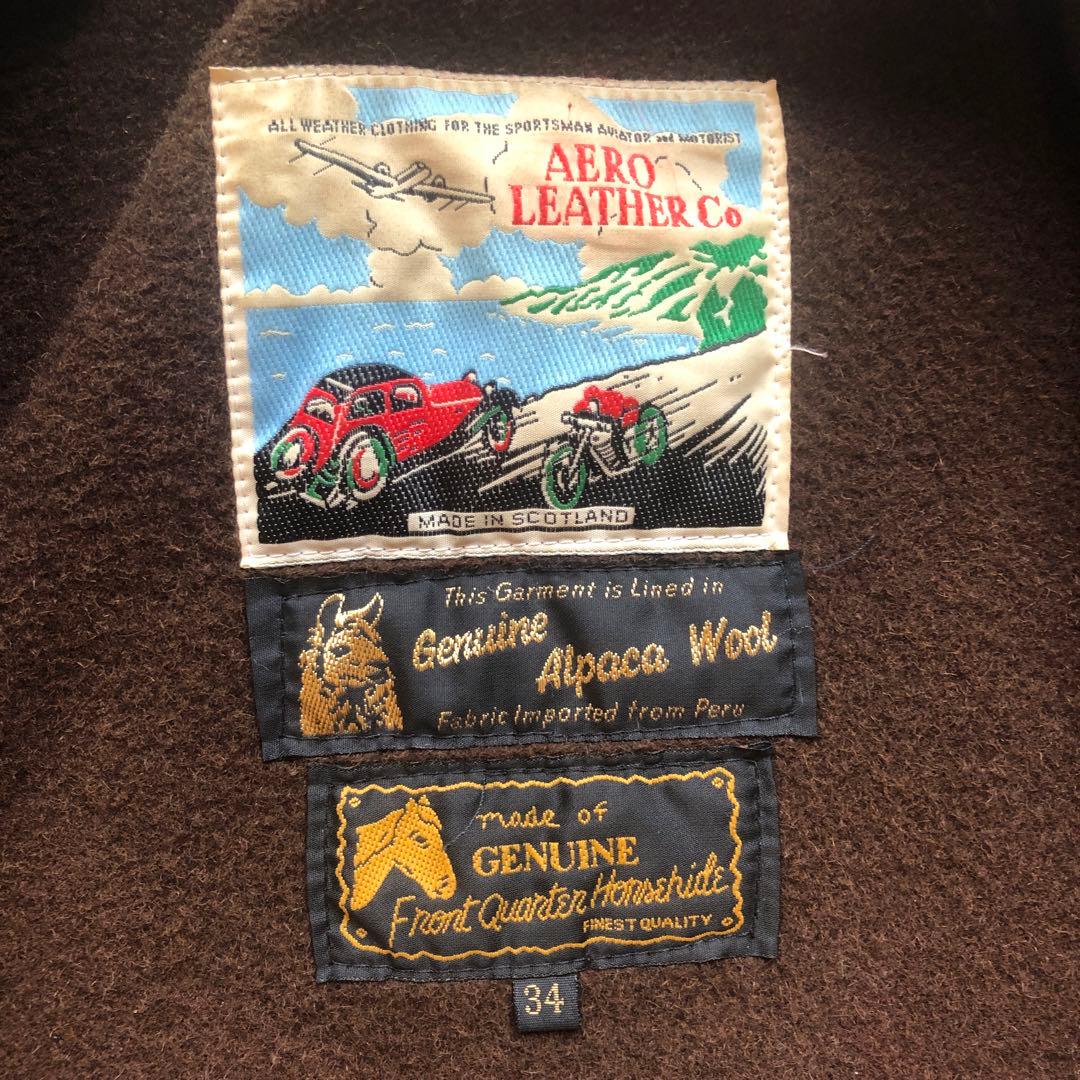 ALL WEATHER CLOTHING FOR THE SPORTSMAN AVIATOR and MOTORIST
AERO
LEATHER Co
MADE IN SCOTLAND
This Garment is Lined in
Genuine
Alpaca Wool
Fabric Imported from Peru
made of
GENUINE
Front Quarter Horsehide
FINEST QUALITY
34